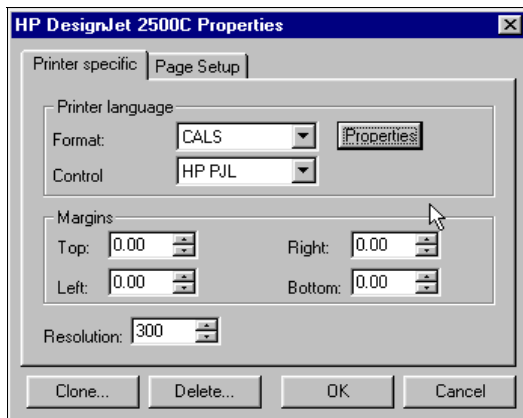 HP DesignJet 2500C Properties
Printer specific Page Setup
Printer language
Format: CALS Properties
Control HP PJL
Margins
Top: 0.00 Right: 0.00
Left: 0.00 Bottom: 0.00
Resolution: 300
Clone... Delete... OK Cancel